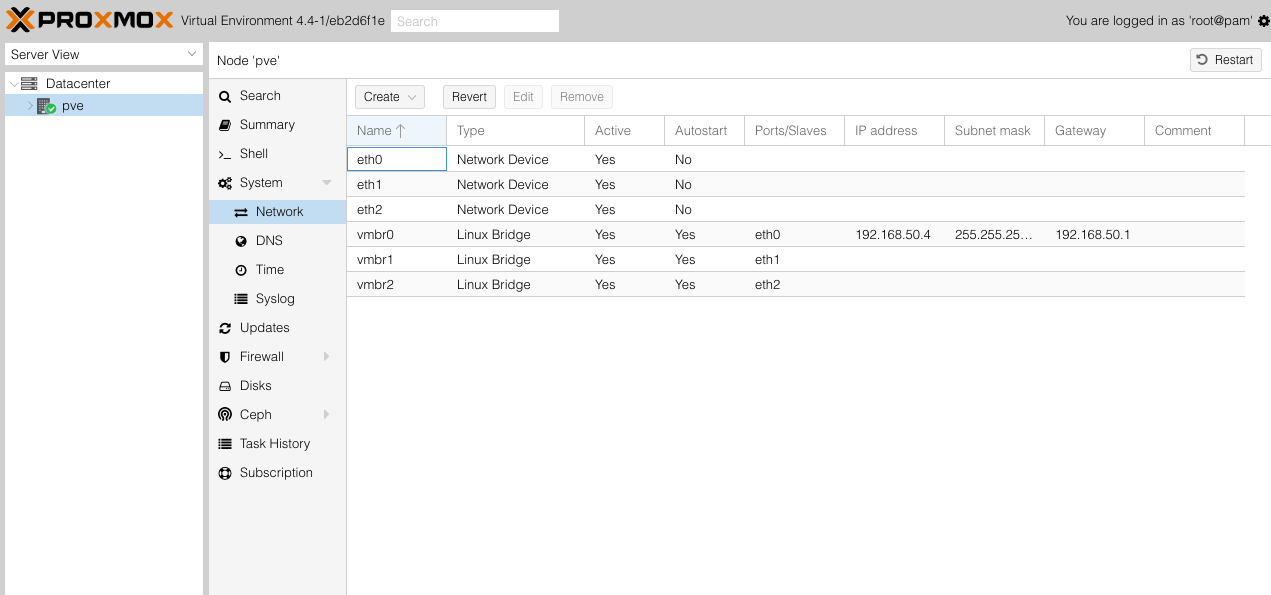 PROXMOX Virtual Environment 4.4-1/eb2d6f1e Search You are logged in as 'root@pam'
Server View
Node 'pve' Restart
Datacenter
pve
Search
Summary
Shell
System
Network
DNS
Time
Syslog
Updates
Firewall
Disks
Ceph
Task History
Subscription
Create Revert Edit Remove
Name Type Active Autostart Ports/Slaves IP address Subnet mask Gateway Comment
eth0 Network Device Yes No
eth1 Network Device Yes No
eth2 Network Device Yes No
vmbr0 Linux Bridge Yes Yes eth0 192.168.50.4 255.255.25... 192.168.50.1
vmbr1 Linux Bridge Yes Yes eth1
vmbr2 Linux Bridge Yes Yes eth2